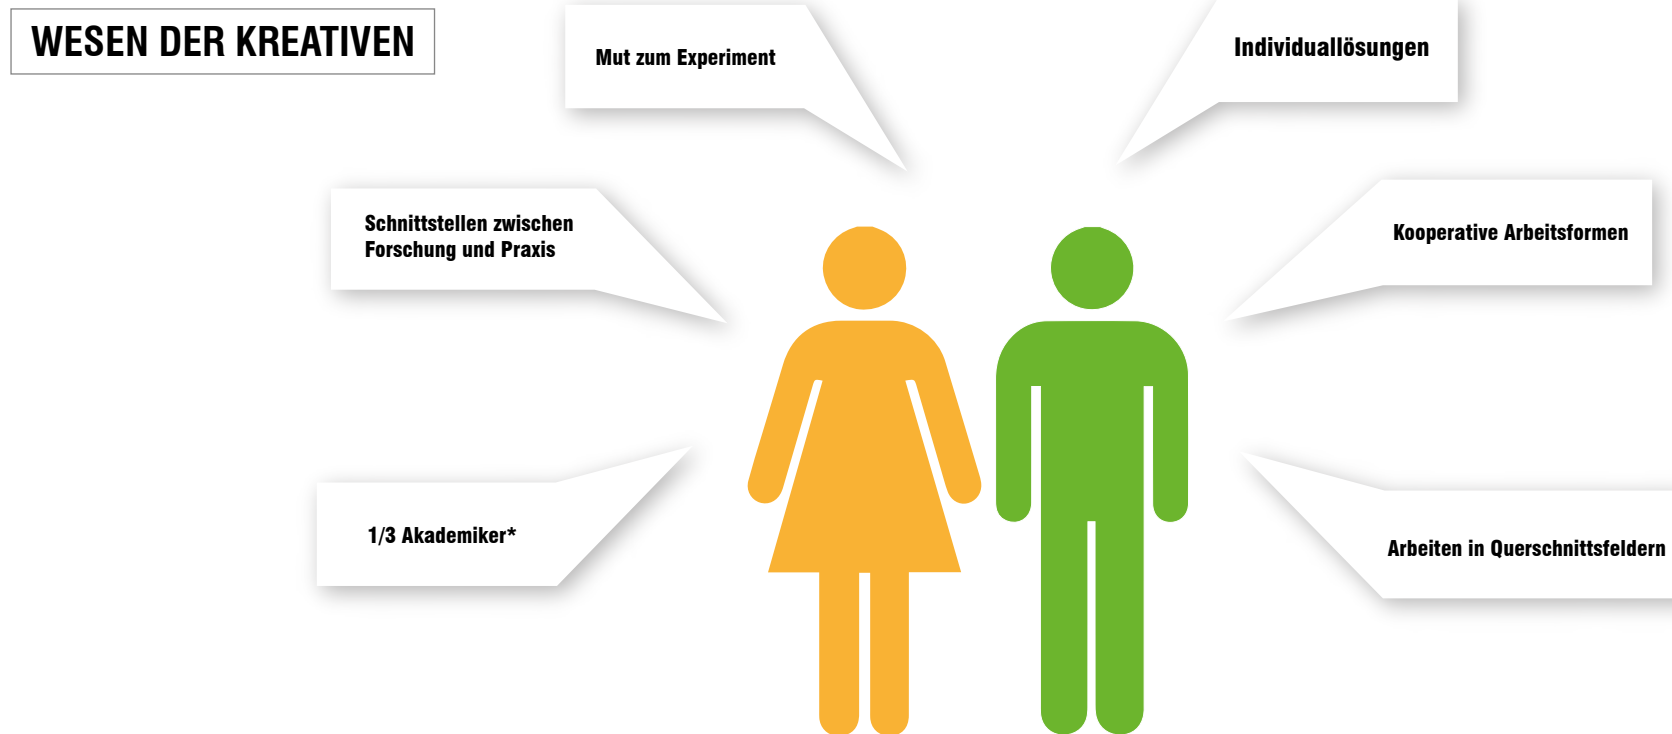 WESEN DER KREATIVEN
Mut zum Experiment
Individuallösungen
Schnittstellen zwischen
Forschung und Praxis
Kooperative Arbeitsformen
1/3 Akademiker*
Arbeiten in Querschnittsfeldern